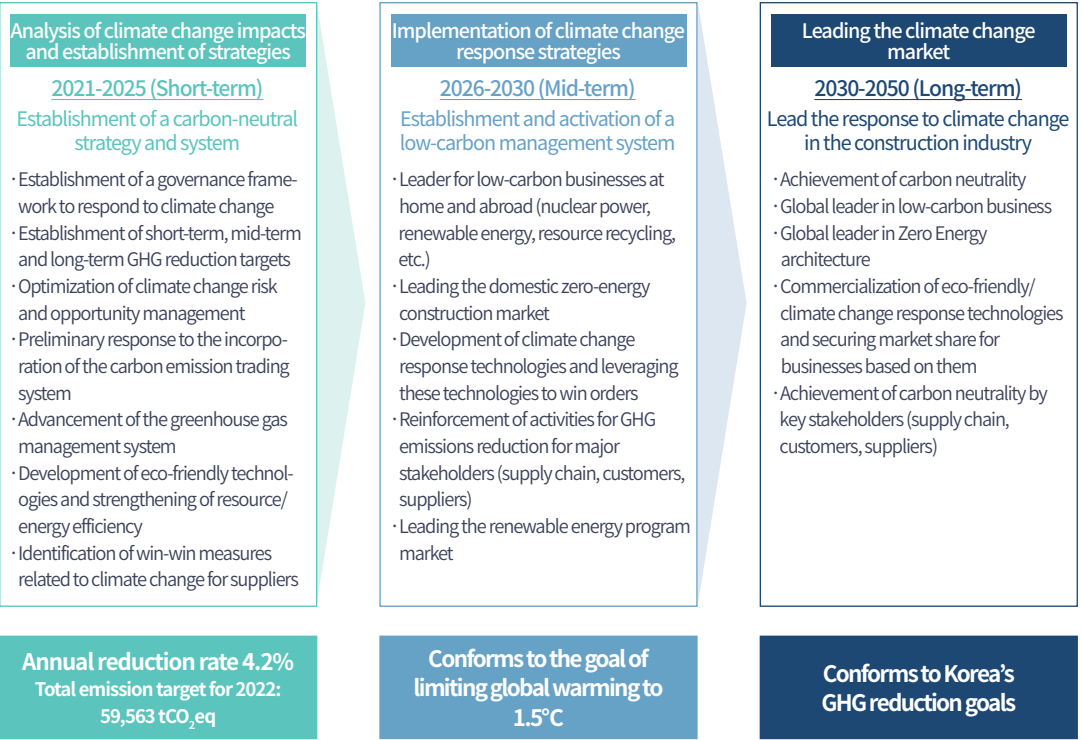 Analysis of climate change impacts
and establishment of strategies
2021-2025 (Short-term)
Establishment of a carbon-neutral
strategy and system
· Establishment of a governance frame-
work to respond to climate change
· Establishment of short-term, mid-term
and long-term GHG reduction targets
· Optimization of climate change risk
and opportunity management
· Preliminary response to the incorpo-
ration of the carbon emission trading
system
· Advancement of the greenhouse gas
management system
· Development of eco-friendly technol-
ogies and strengthening of resource/
energy efficiency
· Identification of win-win measures
related to climate change for suppliers
Annual reduction rate 4.2%
Total emission target for 2022:
59,563 tCO₂eq
Implementation of climate change
response strategies
2026-2030 (Mid-term)
Establishment and activation of a
low-carbon management system
· Leader for low-carbon businesses at
home and abroad (nuclear power,
renewable energy, resource recycling,
etc.)
· Leading the domestic zero-energy
construction market
· Development of climate change
response technologies and leveraging
these technologies to win orders
· Reinforcement of activities for GHG
emissions reduction for major
stakeholders (supply chain, customers,
suppliers)
· Leading the renewable energy program
market
Conforms to the goal of
limiting global warming to
1.5°C
Leading the climate change
market
2030-2050 (Long-term)
Lead the response to climate change
in the construction industry
· Achievement of carbon neutrality
· Global leader in low-carbon business
· Global leader in Zero Energy
architecture
· Commercialization of eco-friendly/
climate change response technologies
and securing market share for
businesses based on them
· Achievement of carbon neutrality by
key stakeholders (supply chain,
customers, suppliers)
Conforms to Korea's
GHG reduction goals